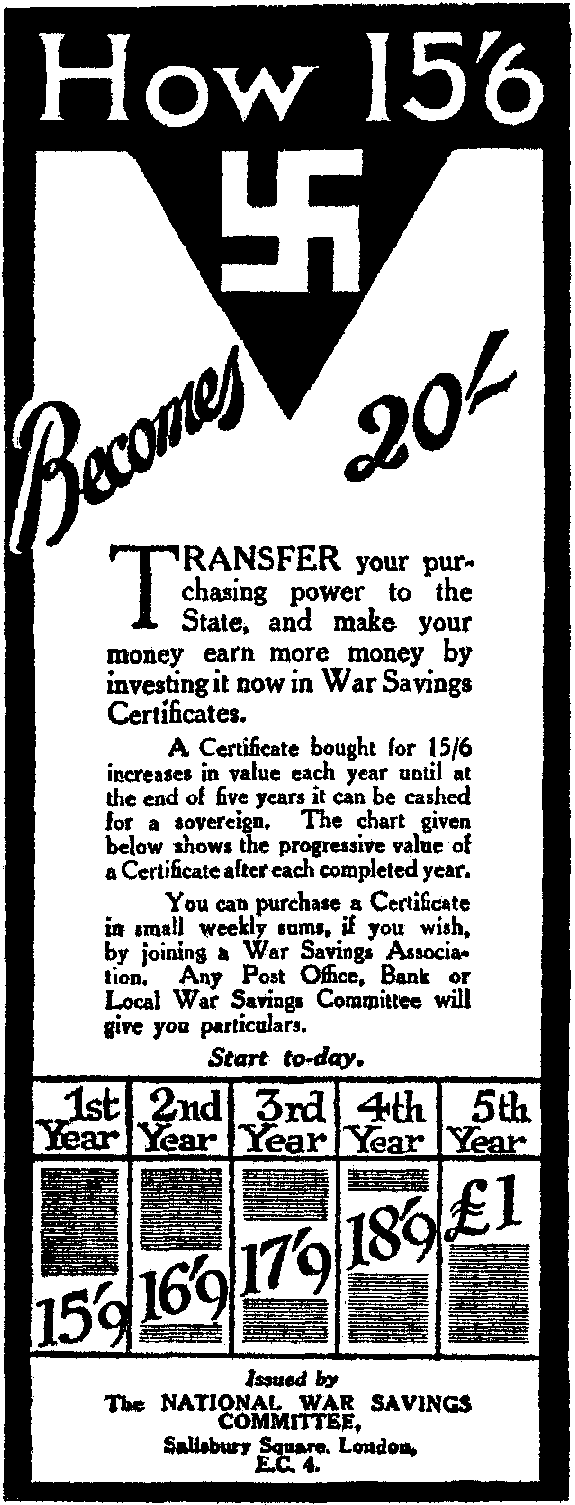 How 15/6
Becomes 20/-
TRANSFER your pur-
chasing power to the
State, and make your
money earn more money by
investing it now in War Savings
Certificates.
A Certificate bought for 15/6
increases in value each year until at
the end of five years it can be cashed
for a sovereign. The chart given
below shows the progressive value of
a Certificate after each completed year.
You can purchase a Certificate
in small weekly sums, if you wish,
by joining a War Savings Associa-
tion. Any Post Office, Bank or
Local War Savings Committee will
give you particulars.
Start to-day.
1st Year 2nd Year 3rd Year 4th Year 5th Year
15/9 16/9 17/9 18/9 £1
Issued by
The NATIONAL WAR SAVINGS
COMMITTEE,
Salisbury Square, London,
E.C. 4.